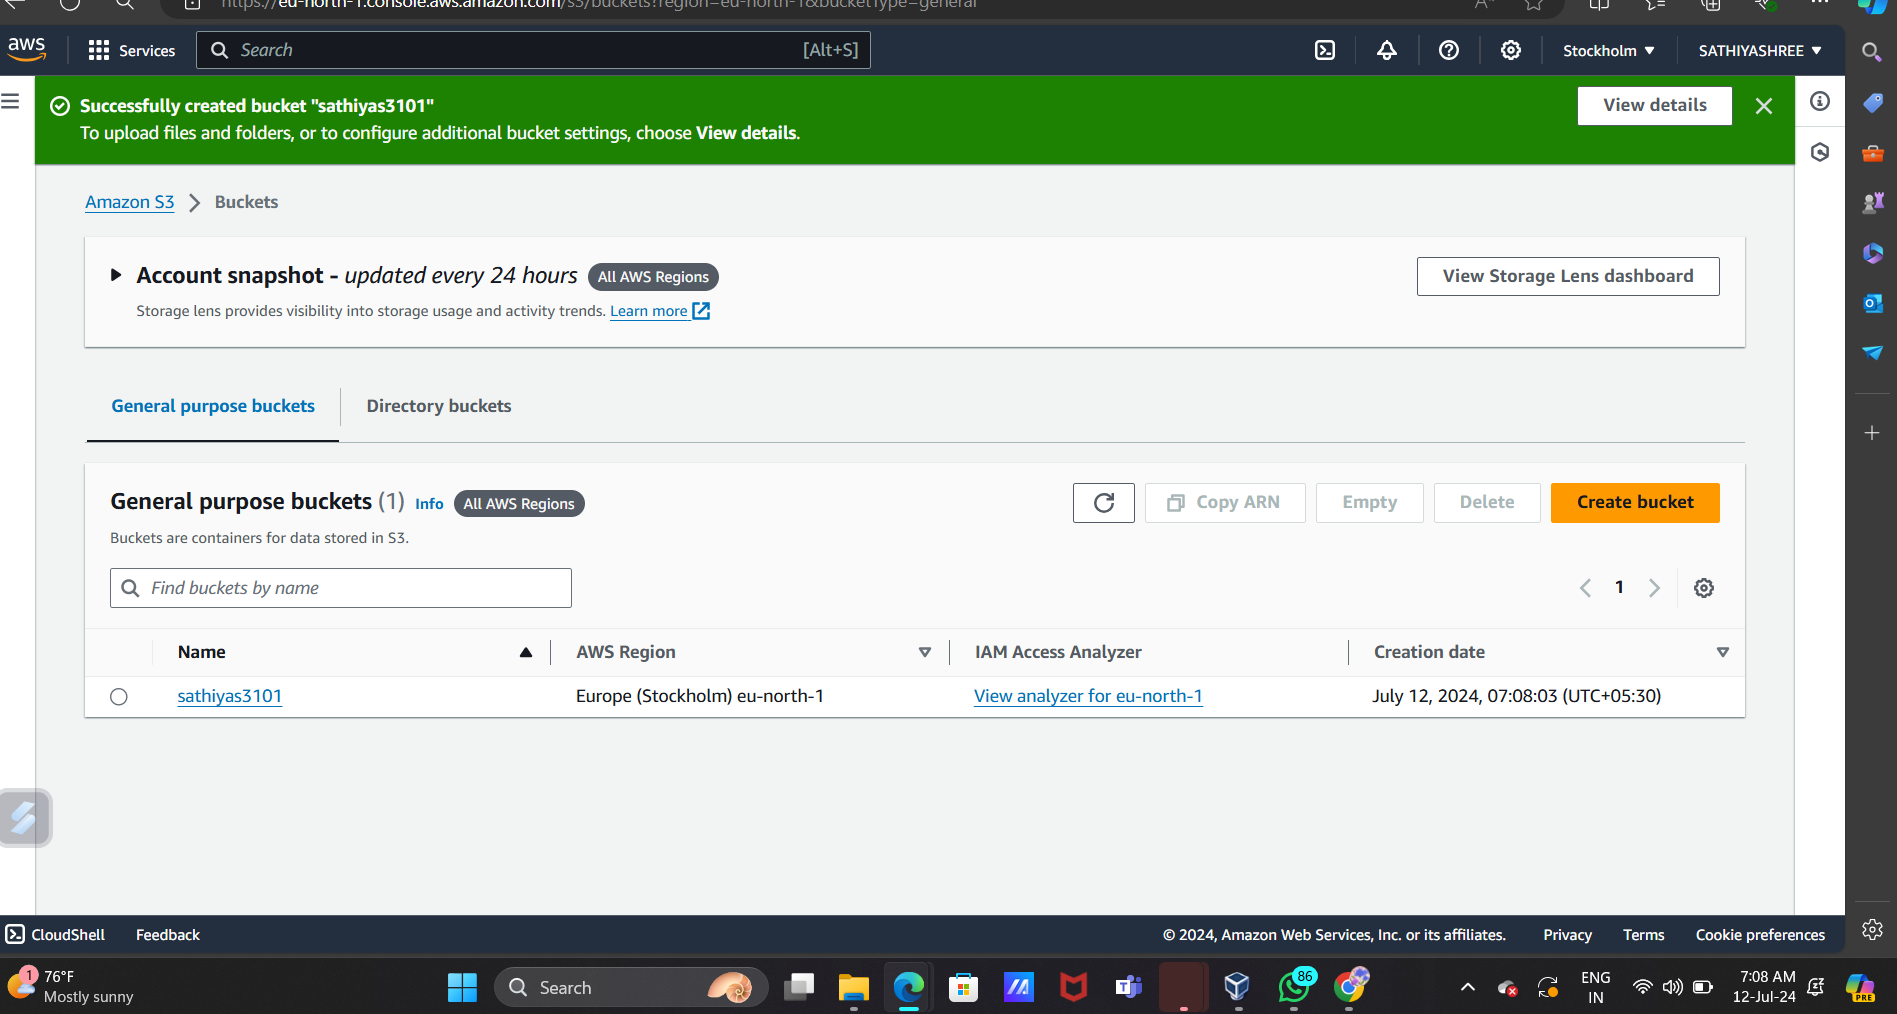 https://eu-north-1.console.aws.amazon.com/s3/buckets?region=eu-north-1&bucketType=general
aws
Services
Search
[Alt+S]
Stockholm
SATHIYASHREE
Successfully created bucket "sathiyas3101"
To upload files and folders, or to configure additional bucket settings, choose View details.
View details
Amazon S3
Buckets
Account snapshot - updated every 24 hours
All AWS Regions
View Storage Lens dashboard
Storage lens provides visibility into storage usage and activity trends. Learn more
General purpose buckets
Directory buckets
General purpose buckets (1)
Info
All AWS Regions
Copy ARN
Empty
Delete
Create bucket
Buckets are containers for data stored in S3.
Find buckets by name
1
Name
AWS Region
IAM Access Analyzer
Creation date
sathiyas3101
Europe (Stockholm) eu-north-1
View analyzer for eu-north-1
July 12, 2024, 07:08:03 (UTC+05:30)
CloudShell
Feedback
© 2024, Amazon Web Services, Inc. or its affiliates.
Privacy
Terms
Cookie preferences
1
76°F
Mostly sunny
Search
86
ENG
IN
7:08 AM
12-Jul-24
PRE